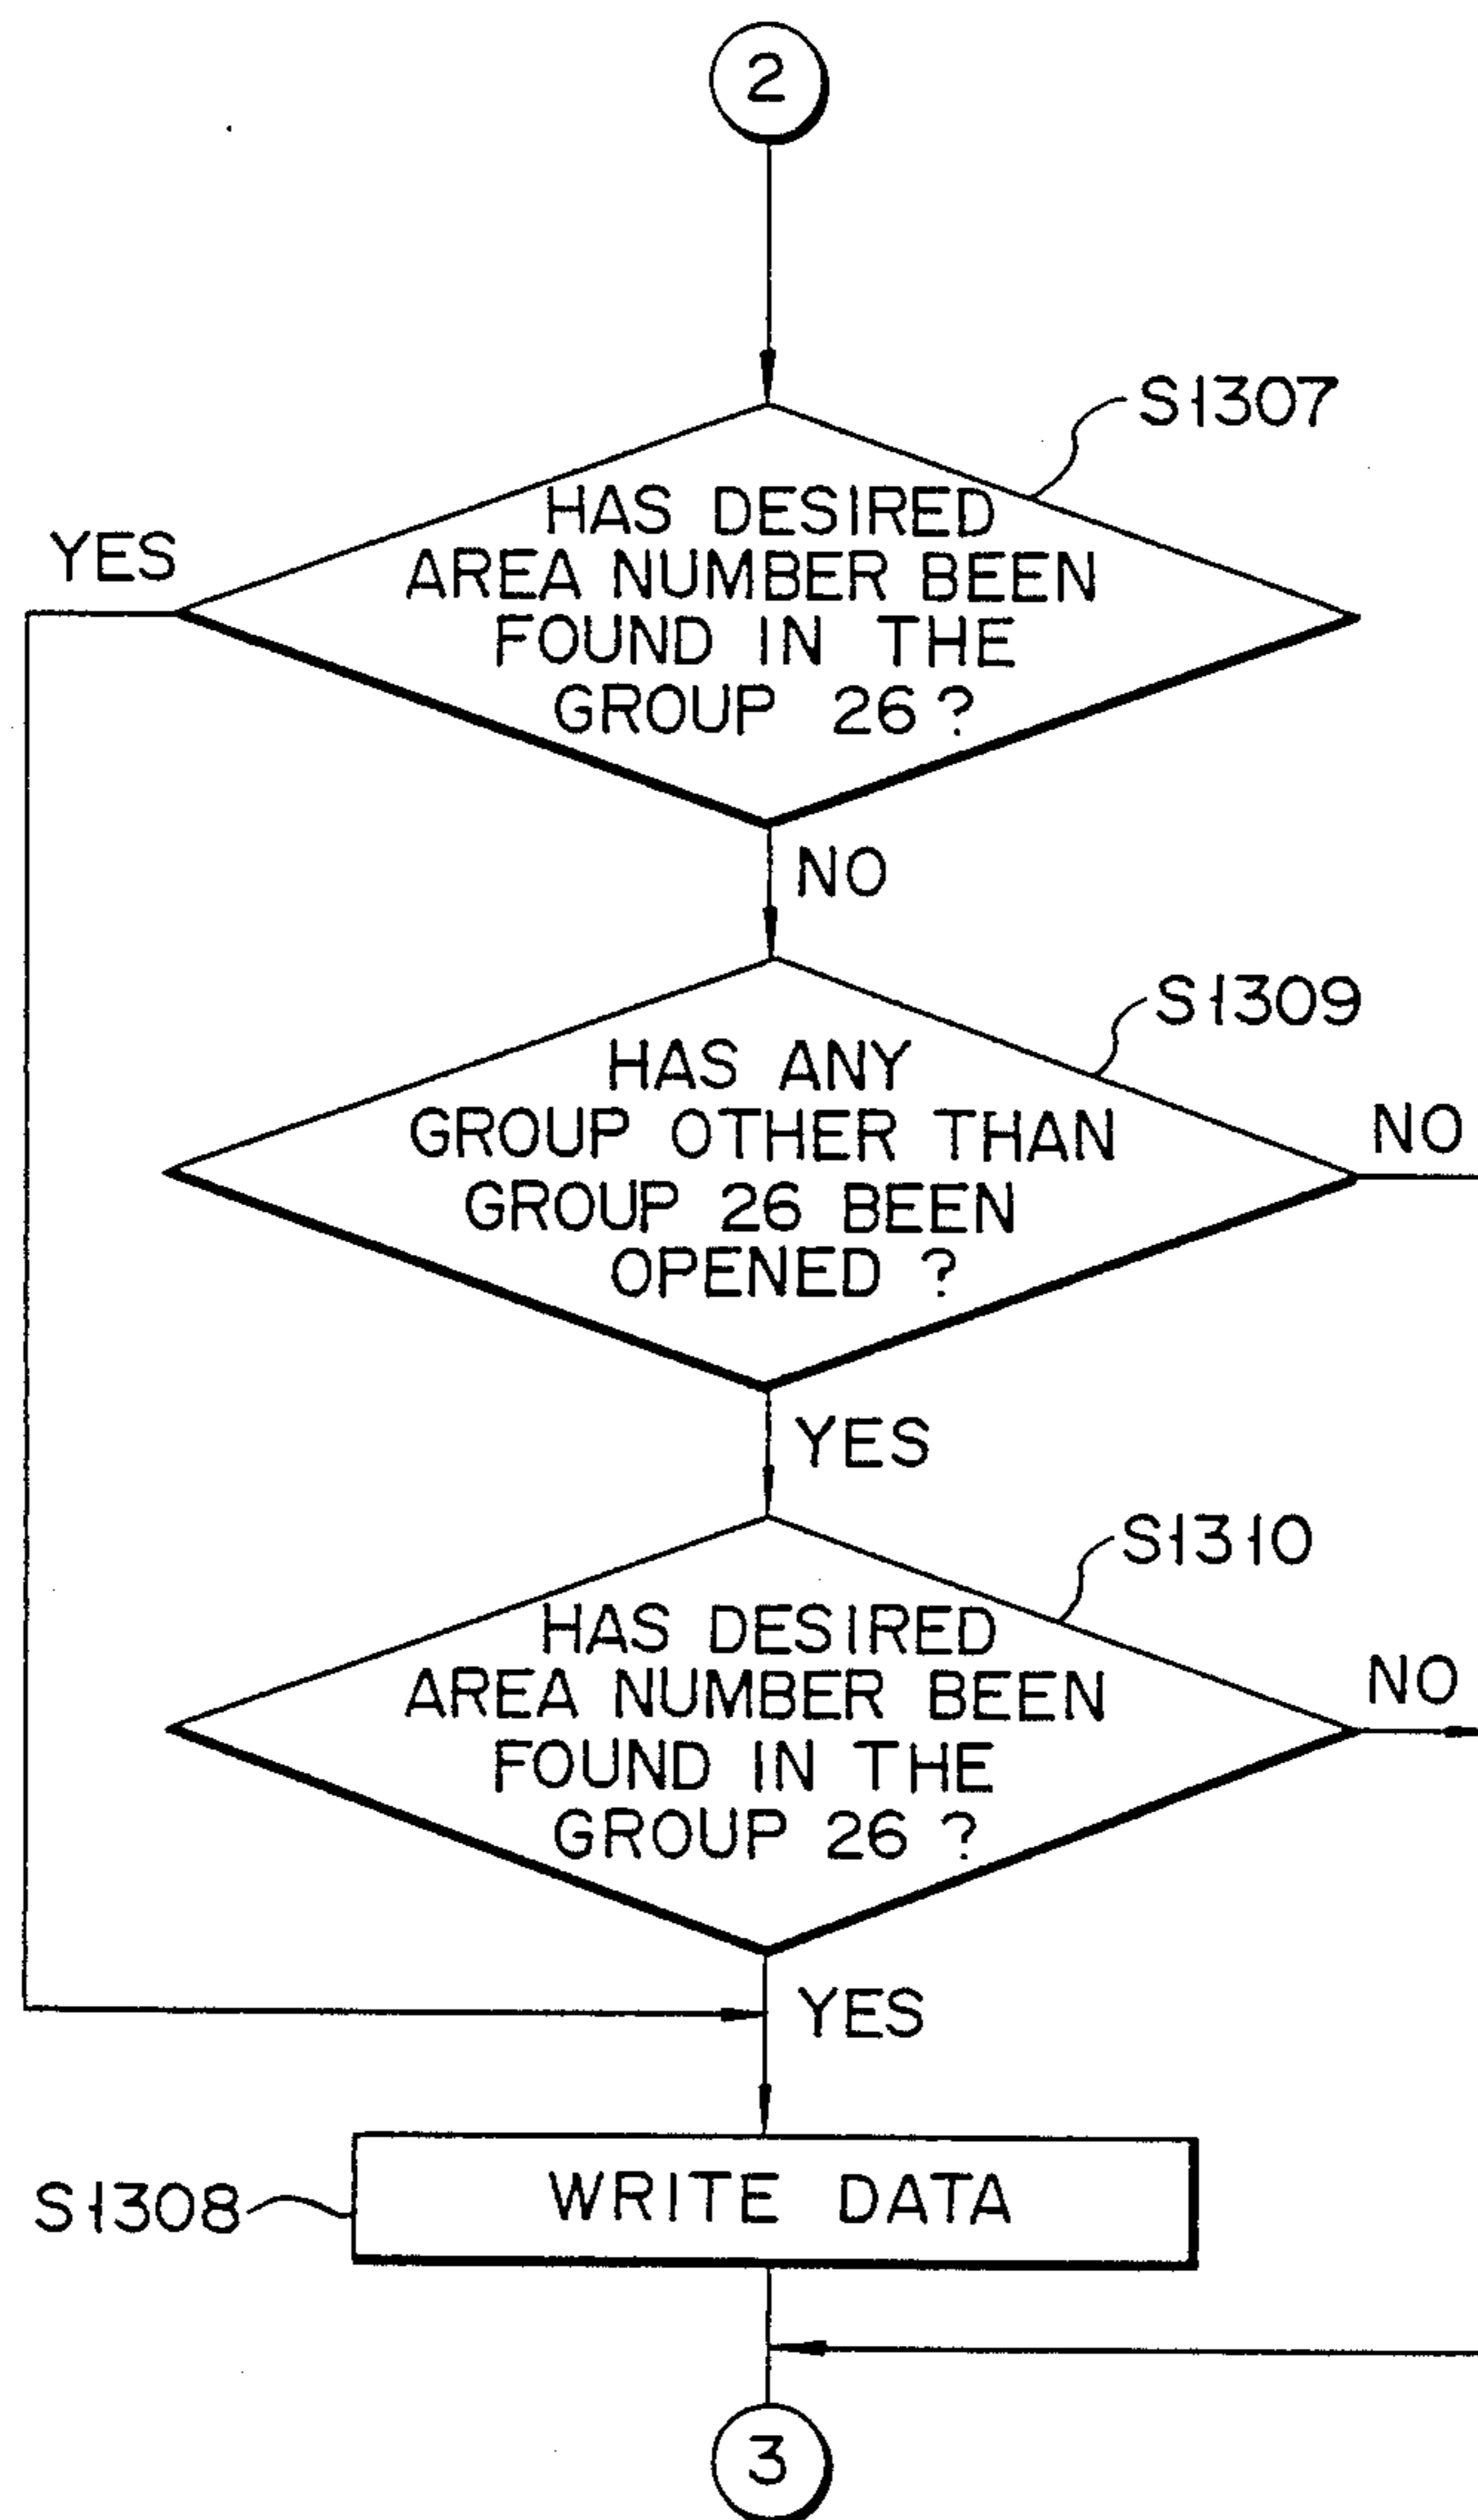 2
S1307
YES
HAS DESIRED
AREA NUMBER BEEN
FOUND IN THE
GROUP 26 ?
NO
S1309
HAS ANY
GROUP OTHER THAN
GROUP 26 BEEN
OPENED ?
NO
YES
S1310
HAS DESIRED
AREA NUMBER BEEN
FOUND IN THE
GROUP 26 ?
NO
YES
S1308
WRITE DATA
3